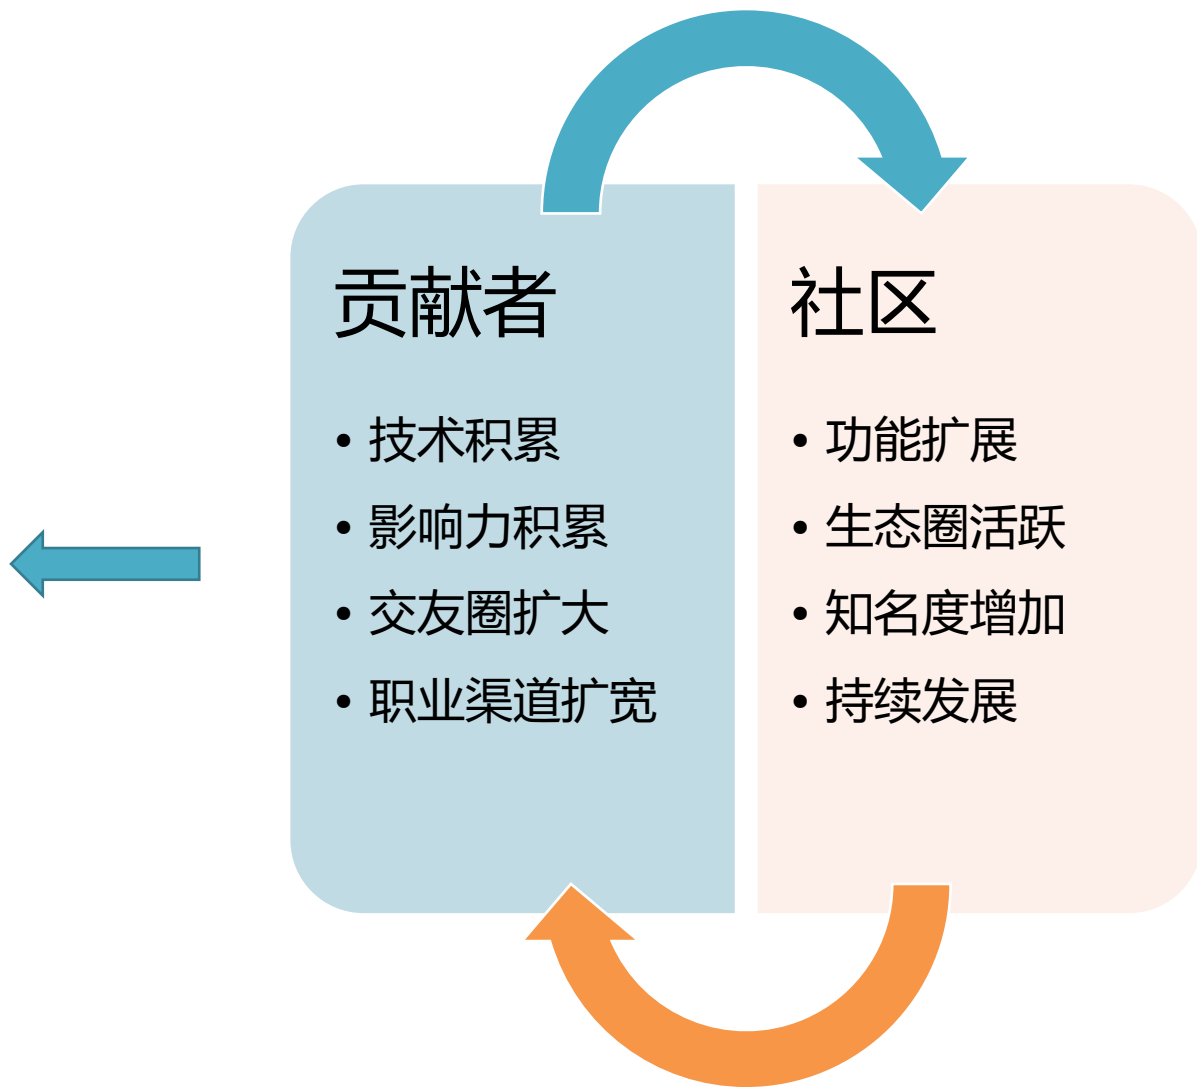 贡献者
• 技术积累
• 影响力积累
• 交友圈扩大
• 职业渠道扩宽
社区
• 功能扩展
• 生态圈活跃
• 知名度增加
• 持续发展